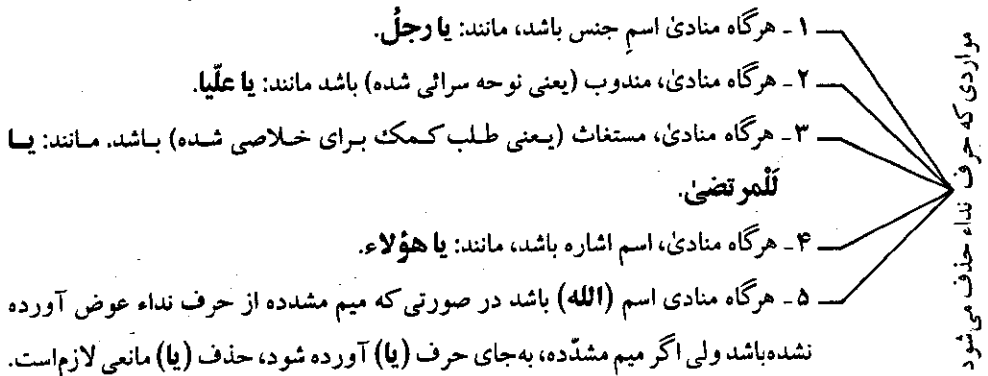 مواردی که حرف نداء حذف می‌شود
۱ ـ هرگاه منادیٰ اسمِ جنس باشد، مانند: یا رجلُ.
۲ ـ هرگاه منادیٰ، مندوب (یعنی نوحه سرائی شده) باشد مانند: یا علّیا.
۳ ـ هرگاه منادیٰ، مستغاث (یعنی طلب کمک برای خلاصی شده) باشد. مانند: یا
لَلْمرتضیٰ.
۴ ـ هرگاه منادیٰ، اسم اشاره باشد، مانند: یا هؤلاء.
۵ ـ هرگاه منادی اسم (الله) باشد در صورتی که میم مشدده از حرف نداء عوض آورده
نشده‌باشد ولی اگر میم مشدّده، به‌جای حرف (یا) آورده شود، حذف (یا) مانعی لازم‌است.